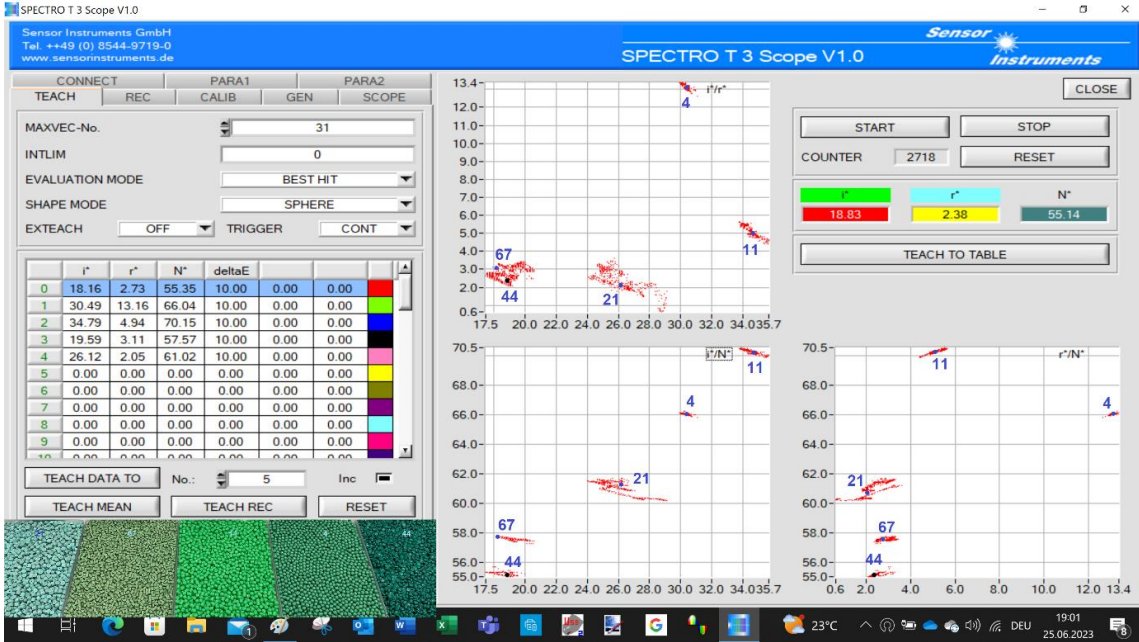 SPECTRO T 3 Scope V1.0
Sensor Instruments GmbH
Tel. ++49 (0) 8544-9719-0
www.sensorinstruments.de
SPECTRO T 3 Scope V1.0
Sensor
Instruments
CONNECT PARA1 PARA2
TEACH REC CALIB GEN SCOPE
MAXVEC-No. 31
INTLIM 0
EVALUATION MODE BEST HIT
SHAPE MODE SPHERE
EXTEACH OFF TRIGGER CONT
i* r* N* deltaE
0 18.16 2.73 55.35 10.00 0.00 0.00
1 30.49 13.16 66.04 10.00 0.00 0.00
2 34.79 4.94 70.15 10.00 0.00 0.00
3 19.59 3.11 57.57 10.00 0.00 0.00
4 26.12 2.05 61.02 10.00 0.00 0.00
5 0.00 0.00 0.00 0.00 0.00 0.00
6 0.00 0.00 0.00 0.00 0.00 0.00
7 0.00 0.00 0.00 0.00 0.00 0.00
8 0.00 0.00 0.00 0.00 0.00 0.00
9 0.00 0.00 0.00 0.00 0.00 0.00
TEACH DATA TO No.: 5 Inc
TEACH MEAN TEACH REC RESET
i*/r*
13.4
12.0
11.0
10.0
9.0
8.0
7.0
6.0
5.0
4.0
3.0
2.0
0.6
17.5 20.0 22.0 24.0 26.0 28.0 30.0 32.0 34.0 35.7
4
11
67
44
21
i*/N*
70.5
68.0
66.0
64.0
62.0
60.0
58.0
56.0
55.0
17.5 20.0 22.0 24.0 26.0 28.0 30.0 32.0 34.0 35.7
11
4
21
67
44
r*/N*
70.5
68.0
66.0
64.0
62.0
60.0
58.0
56.0
55.0
0.6 2.0 4.0 6.0 8.0 10.0 12.0 13.4
11
4
21
67
44
CLOSE
START STOP
COUNTER 2718 RESET
i* r* N*
18.83 2.38 55.14
TEACH TO TABLE
23°C
DEU
19:01
25.06.2023